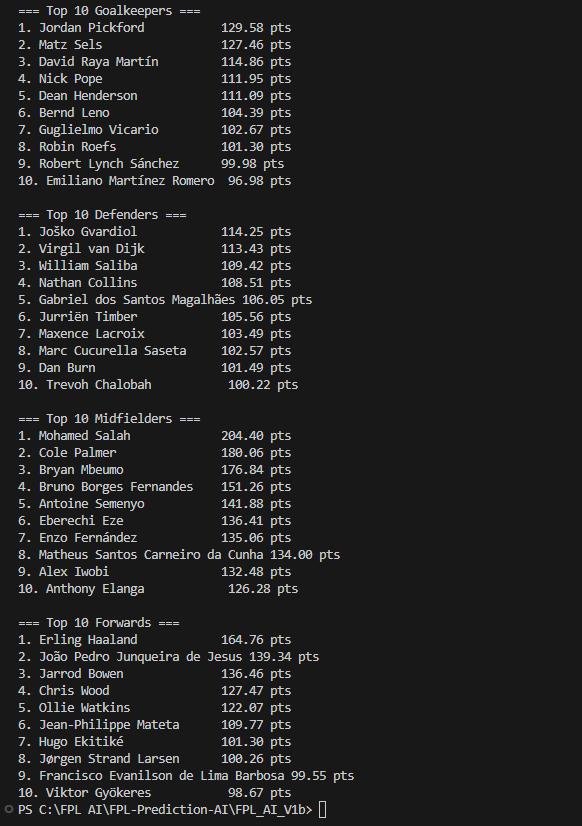 === Top 10 Goalkeepers ===
1. Jordan Pickford 129.58 pts
2. Matz Sels 127.46 pts
3. David Raya Martín 114.86 pts
4. Nick Pope 111.95 pts
5. Dean Henderson 111.09 pts
6. Bernd Leno 104.39 pts
7. Guglielmo Vicario 102.67 pts
8. Robin Roefs 101.30 pts
9. Robert Lynch Sánchez 99.98 pts
10. Emiliano Martínez Romero 96.98 pts
=== Top 10 Defenders ===
1. Joško Gvardiol 114.25 pts
2. Virgil van Dijk 113.43 pts
3. William Saliba 109.42 pts
4. Nathan Collins 108.51 pts
5. Gabriel dos Santos Magalhães 106.05 pts
6. Jurriën Timber 105.56 pts
7. Maxence Lacroix 103.49 pts
8. Marc Cucurella Saseta 102.57 pts
9. Dan Burn 101.49 pts
10. Trevoh Chalobah 100.22 pts
=== Top 10 Midfielders ===
1. Mohamed Salah 204.40 pts
2. Cole Palmer 180.06 pts
3. Bryan Mbeumo 176.84 pts
4. Bruno Borges Fernandes 151.26 pts
5. Antoine Semenyo 141.88 pts
6. Eberechi Eze 136.41 pts
7. Enzo Fernández 135.06 pts
8. Matheus Santos Carneiro da Cunha 134.00 pts
9. Alex Iwobi 132.48 pts
10. Anthony Elanga 126.28 pts
=== Top 10 Forwards ===
1. Erling Haaland 164.76 pts
2. João Pedro Junqueira de Jesus 139.34 pts
3. Jarrod Bowen 136.46 pts
4. Chris Wood 127.47 pts
5. Ollie Watkins 122.07 pts
6. Jean-Philippe Mateta 109.77 pts
7. Hugo Ekitiké 101.30 pts
8. Jørgen Strand Larsen 100.26 pts
9. Francisco Evanilson de Lima Barbosa 99.55 pts
10. Viktor Gyökeres 98.67 pts
PS C:\FPL AI\FPL-Prediction-AI\FPL_AI_V1b>